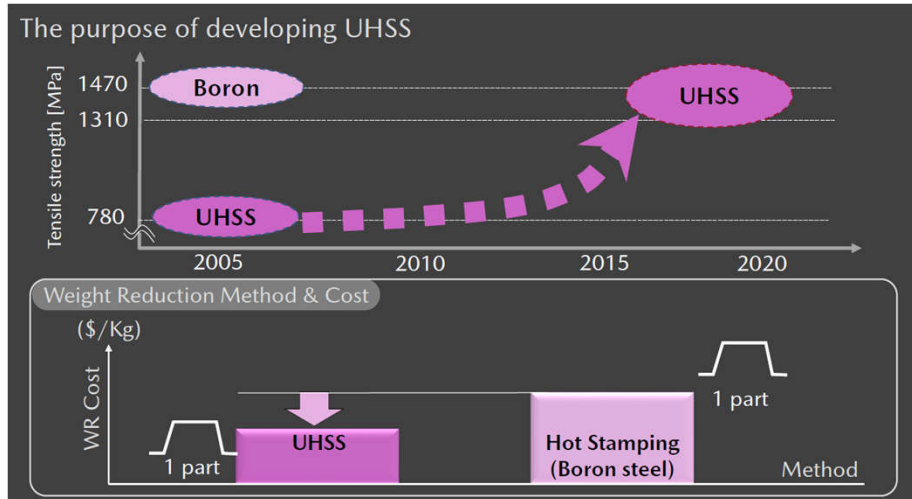 The purpose of developing UHSS
Tensile strength [MPa]
1470
1310
780
Boron
UHSS
UHSS
2005
2010
2015
2020
Weight Reduction Method & Cost
($/Kg)
WR Cost
1 part
UHSS
Hot Stamping
(Boron steel)
1 part
Method